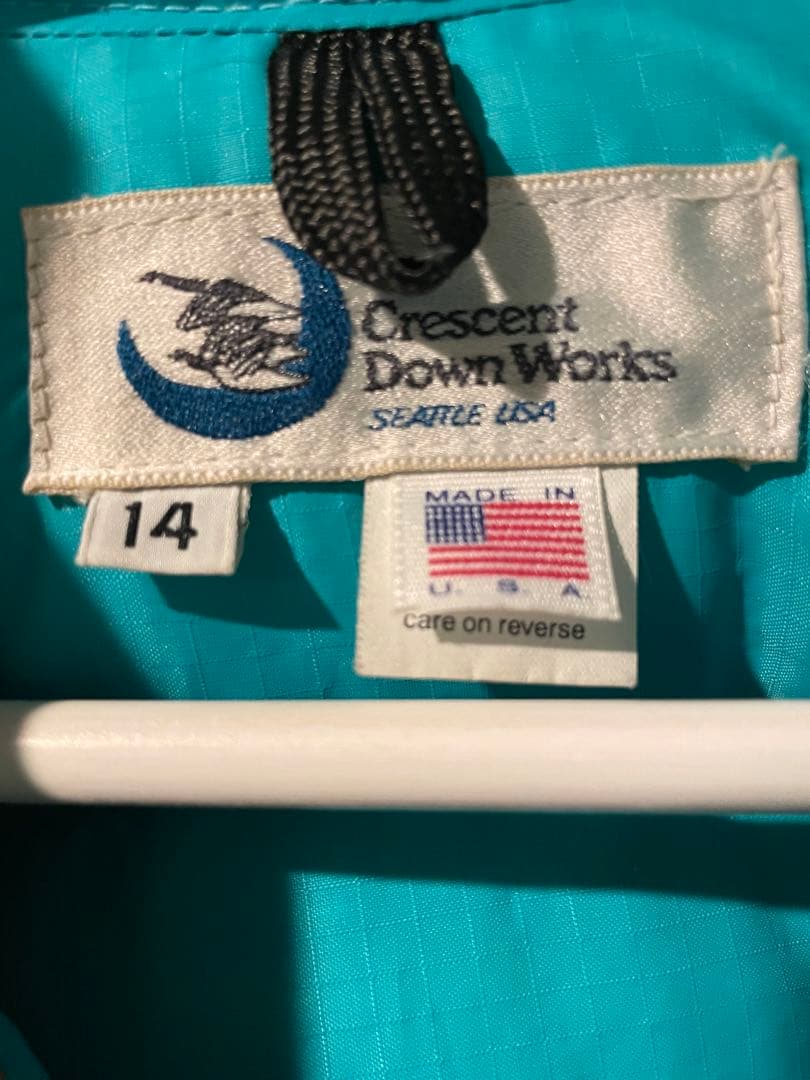 Crescent
Down Works
SEATTLE USA
14
MADE IN
U. S. A
care on reverse